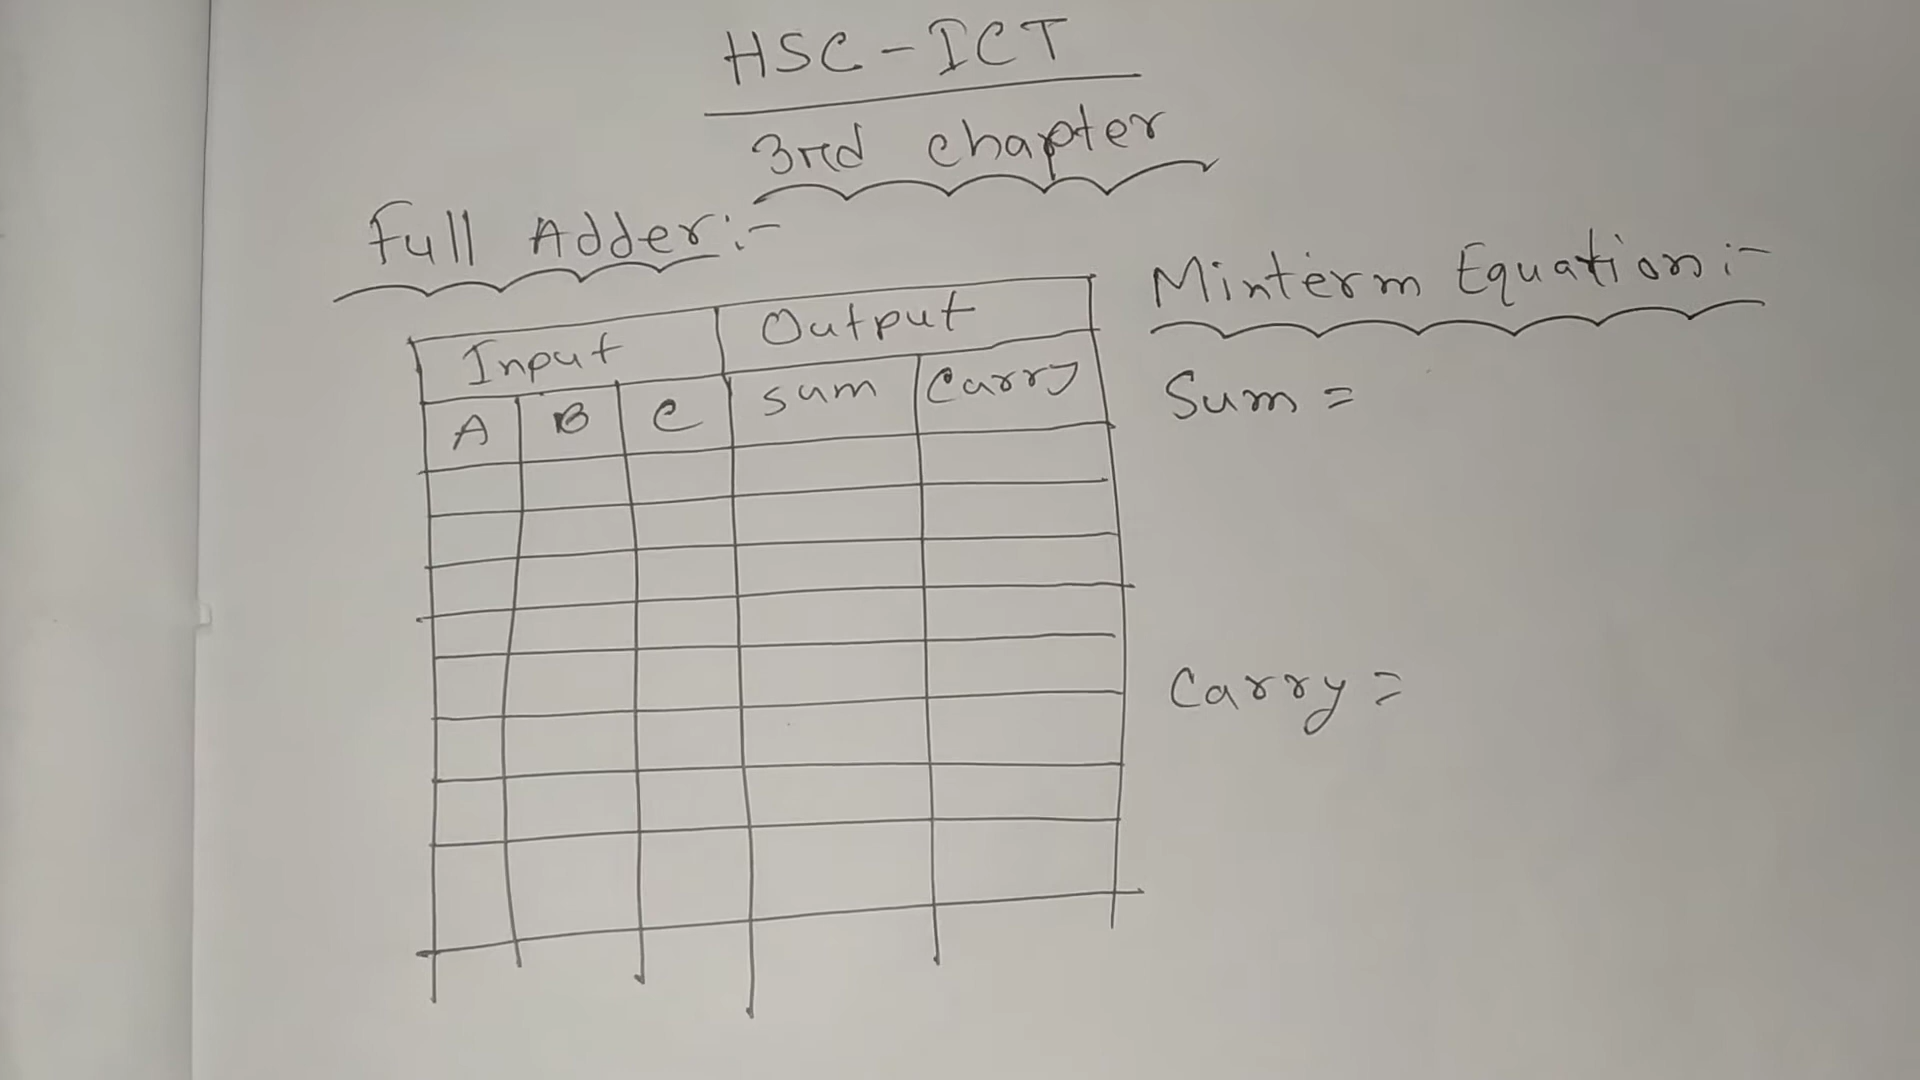 HSC-ICT
3rd chapter
Full Adder:-
Input Output
A B C sum Carry
Minterm Equation:-
Sum =
Carry =